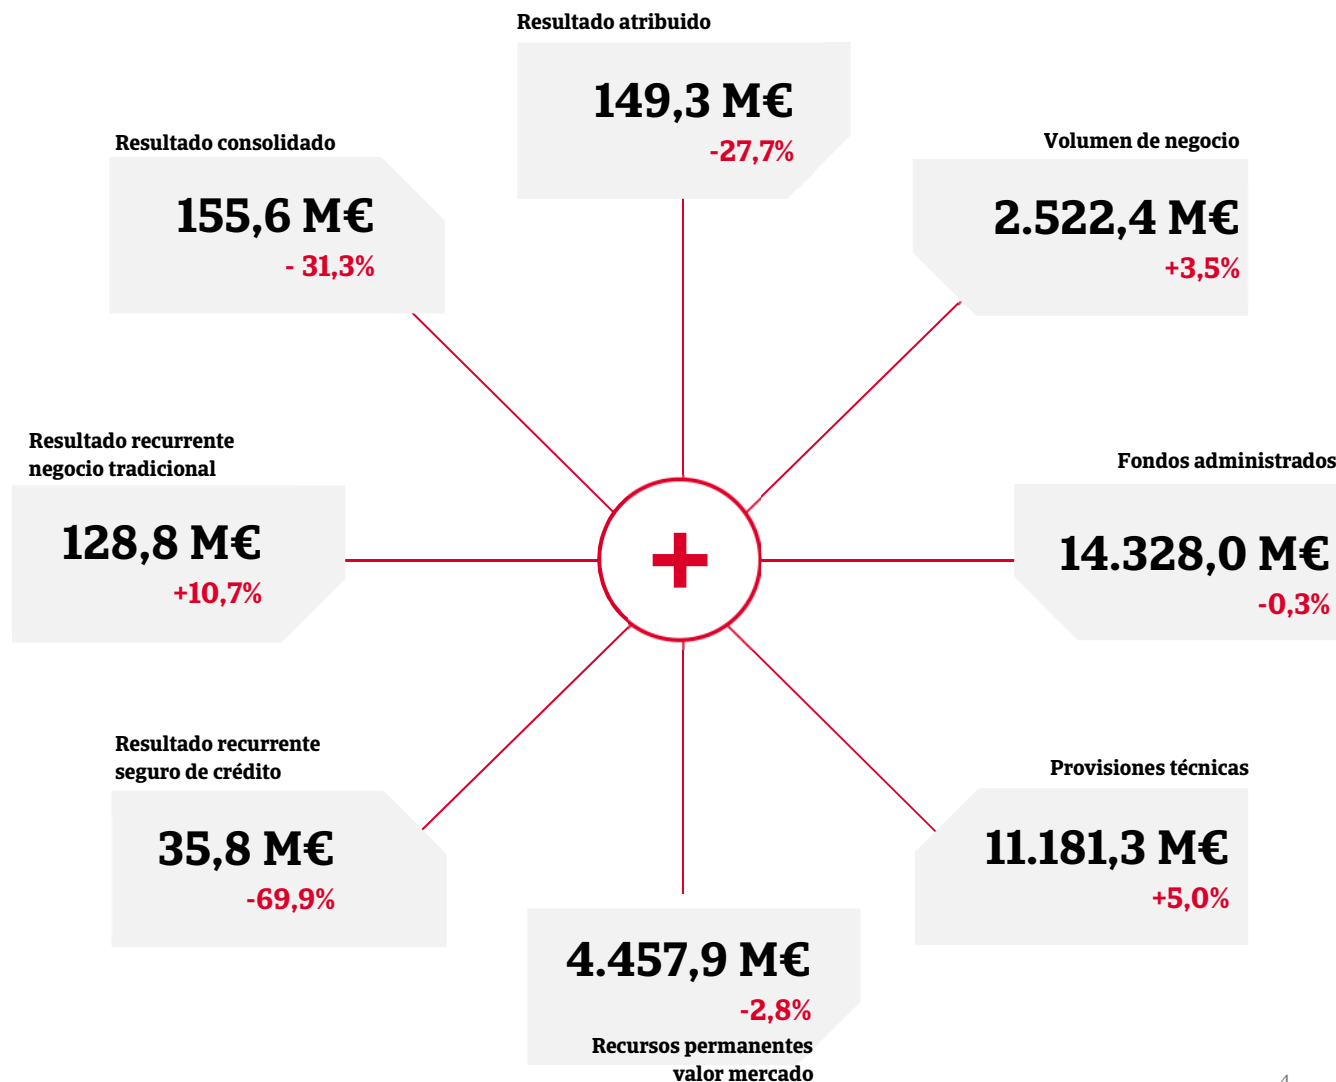 Resultado atribuido
149,3 M€
-27,7%
Resultado consolidado
155,6 M€
- 31,3%
Volumen de negocio
2.522,4 M€
+3,5%
Resultado recurrente
negocio tradicional
128,8 M€
+10,7%
Fondos administrados
14.328,0 M€
-0,3%
Resultado recurrente
seguro de crédito
35,8 M€
-69,9%
Provisiones técnicas
11.181,3 M€
+5,0%
4.457,9 M€
-2,8%
Recursos permanentes
valor mercado
4